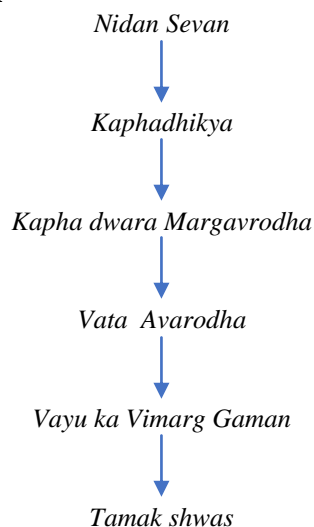 Nidan Sevan
Kaphadhikya
Kapha dwara Margavrodha
Vata Avarodha
Vayu ka Vimarg Gaman
Tamak shwas